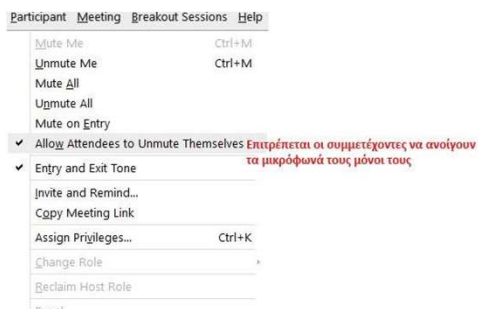 Participant Meeting Breakout Sessions Help
Mute Me Ctrl+M
Unmute Me Ctrl+M
Mute All
Unmute All
Mute on Entry
Allow Attendees to Unmute Themselves Επιτρέπεται οι συμμετέχοντες να ανοίγουν
τα μικρόφωνά τους μόνοι τους
Entry and Exit Tone
Invite and Remind...
Copy Meeting Link
Assign Privileges... Ctrl+K
Change Role
Reclaim Host Role